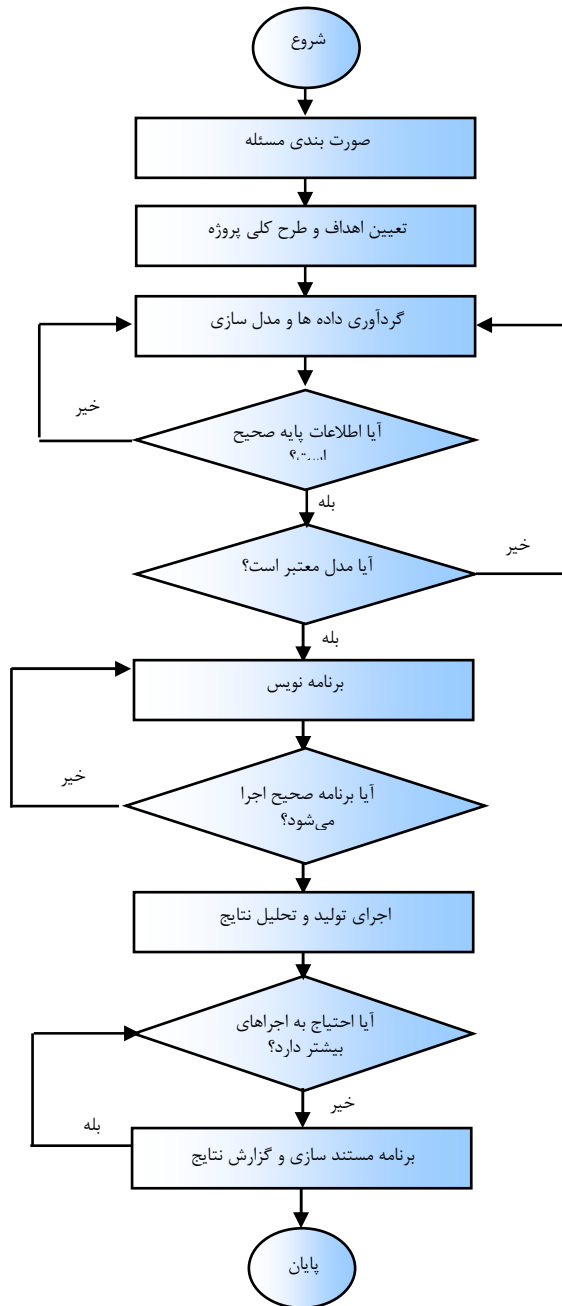 شروع
صورت بندی مسئله
تعیین اهداف و طرح کلی پروژه
گردآوری داده ها و مدل سازی
خیر
آیا اطلاعات پایه صحیح
است؟
بله
آیا مدل معتبر است؟
خیر
بله
برنامه نویس
آیا برنامه صحیح اجرا
می‌شود؟
خیر
اجرای تولید و تحلیل نتایج
آیا احتیاج به اجراهای
بیشتر دارد؟
خیر
بله
برنامه مستند سازی و گزارش نتایج
پایان